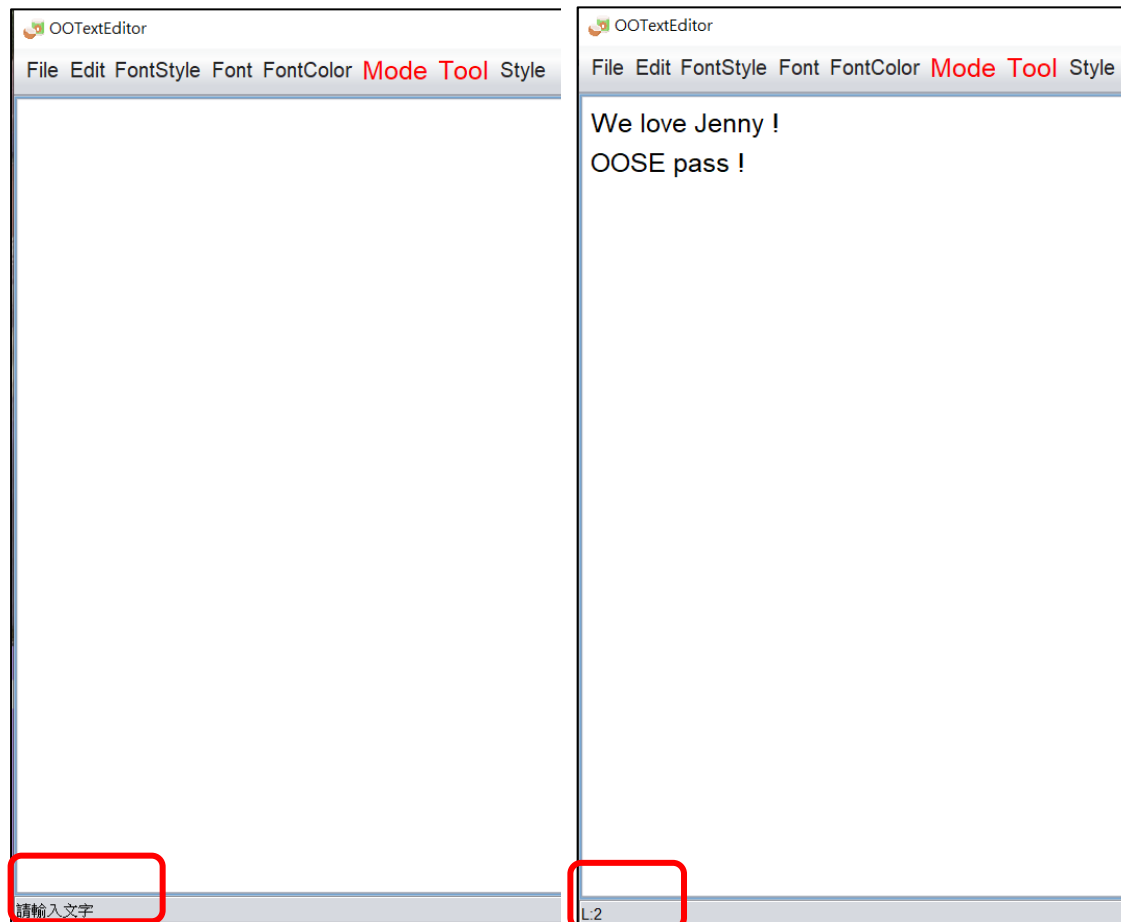 OOTextEditor
File Edit FontStyle Font FontColor Mode Tool Style
請輸入文字
OOTextEditor
File Edit FontStyle Font FontColor Mode Tool Style
We love Jenny !
OOSE pass !
L:2